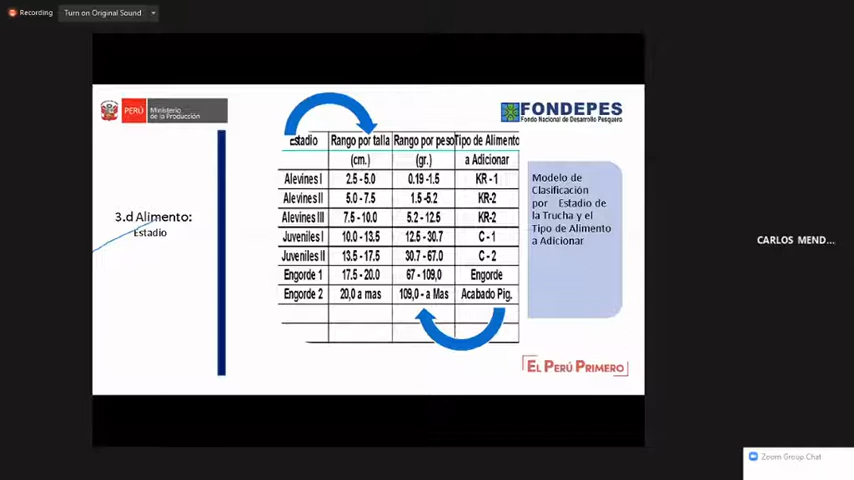 Recording
Turn on Original Sound
PERÚ
Ministerio
de la Producción
FONDEPES
Fondo Nacional de Desarrollo Pesquero
3.d Alimento:
Estadio
Estadio Rango por talla Rango por peso Tipo de Alimento
(cm.) (gr.) a Adicionar
Alevines I 2.5 - 5.0 0.19 -1.5 KR - 1
Alevines II 5.0 - 7.5 1.5 -5.2 KR-2
Alevines III 7.5 - 10.0 5.2 - 12.5 KR-2
Juveniles I 10.0 - 13.5 12.5 - 30.7 C - 1
Juveniles II 13.5 - 17.5 30.7 - 67.0 C - 2
Engorde 1 17.5 - 20.0 67 - 109,0 Engorde
Engorde 2 20,0 a mas 109,0 - a Mas Acabado Pig.
Modelo de
Clasificación
por Estadio de
la Trucha y el
Tipo de Alimento
a Adicionar
EL PERÚ PRIMERO
CARLOS MEND...
Zoom Group Chat